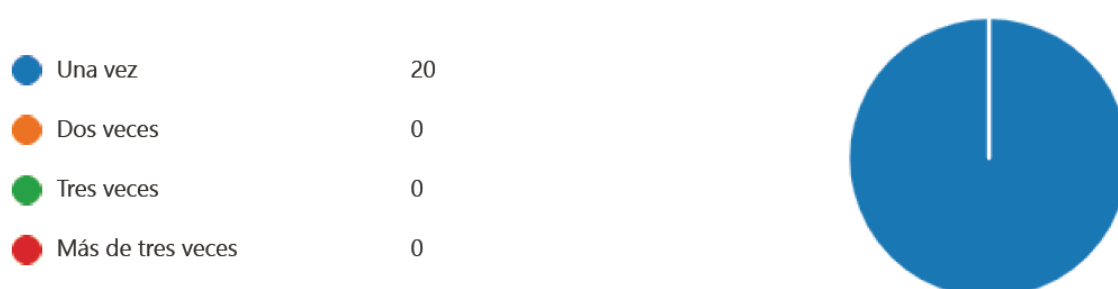 Una vez 20
Dos veces 0
Tres veces 0
Más de tres veces 0